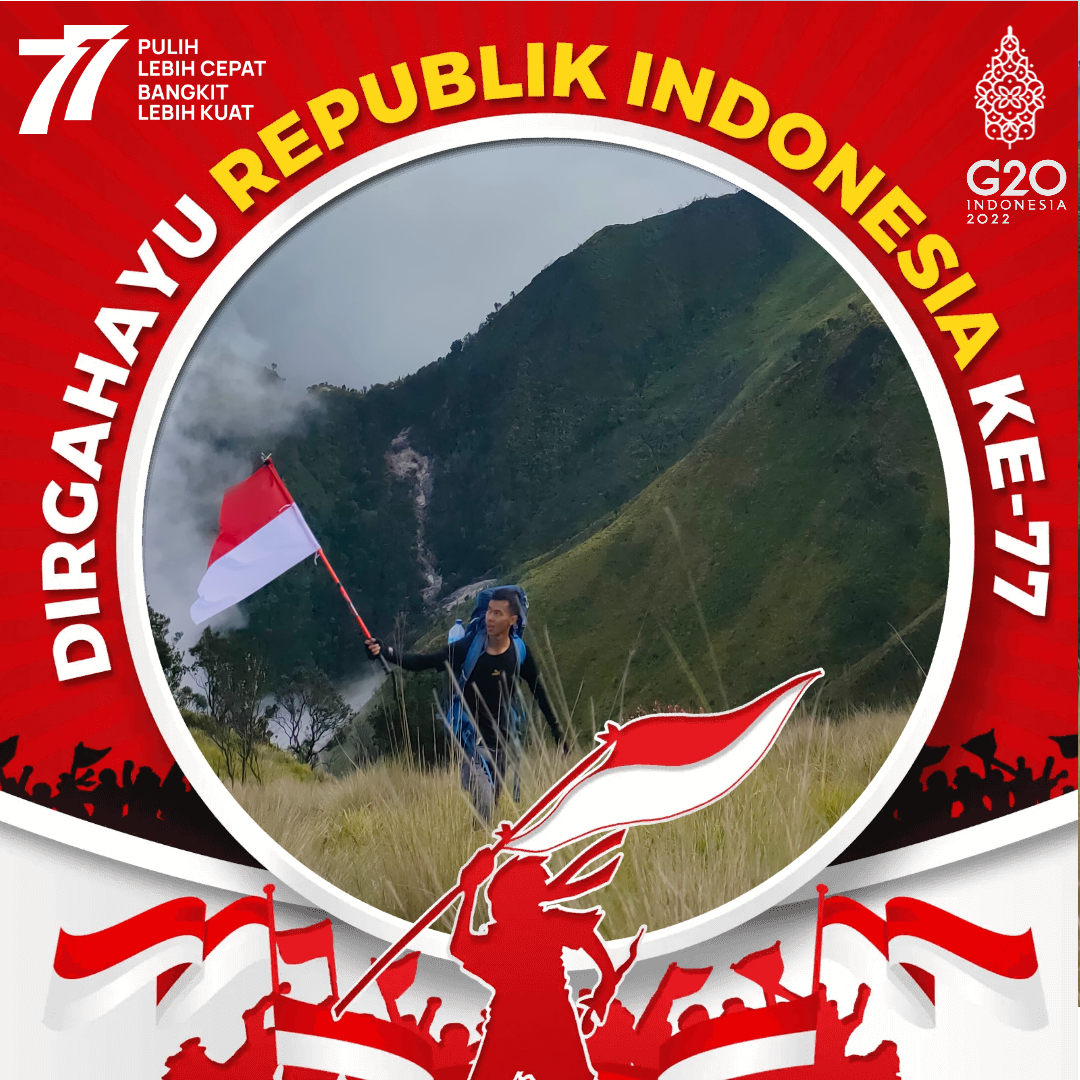 77
PULIH
LEBIH CEPAT
BANGKIT
LEBIH KUAT
DIRGAHAYU REPUBLIK INDONESIA KE-77
G20
INDONESIA
2022